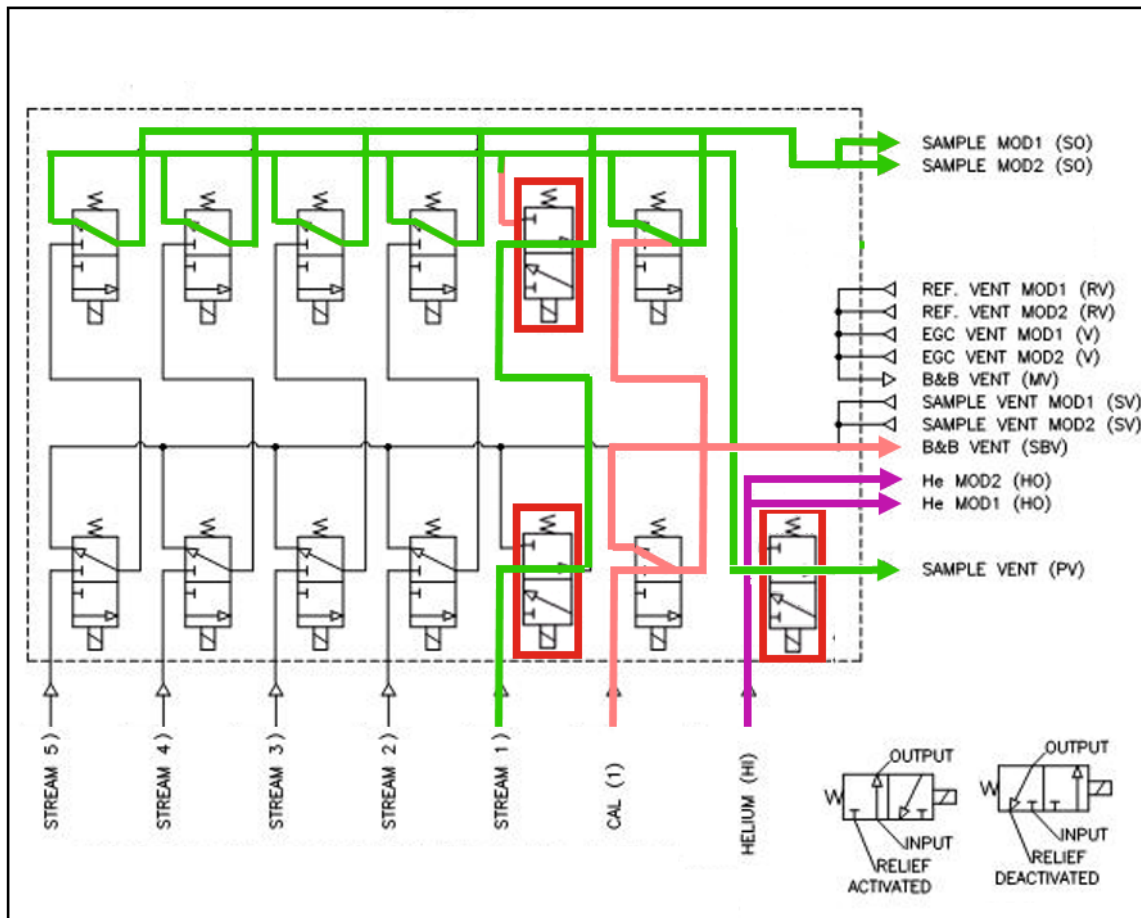 SAMPLE MOD1 (SO)
SAMPLE MOD2 (SO)
REF. VENT MOD1 (RV)
REF. VENT MOD2 (RV)
EGC VENT MOD1 (V)
EGC VENT MOD2 (V)
B&B VENT (MV)
SAMPLE VENT MOD1 (SV)
SAMPLE VENT MOD2 (SV)
B&B VENT (SBV)
He MOD2 (HO)
He MOD1 (HO)
SAMPLE VENT (PV)
STREAM 5)
STREAM 4)
STREAM 3)
STREAM 2)
STREAM 1)
CAL (1)
HELIUM (HI)
OUTPUT
INPUT
RELIEF
ACTIVATED
OUTPUT
INPUT
RELIEF
DEACTIVATED